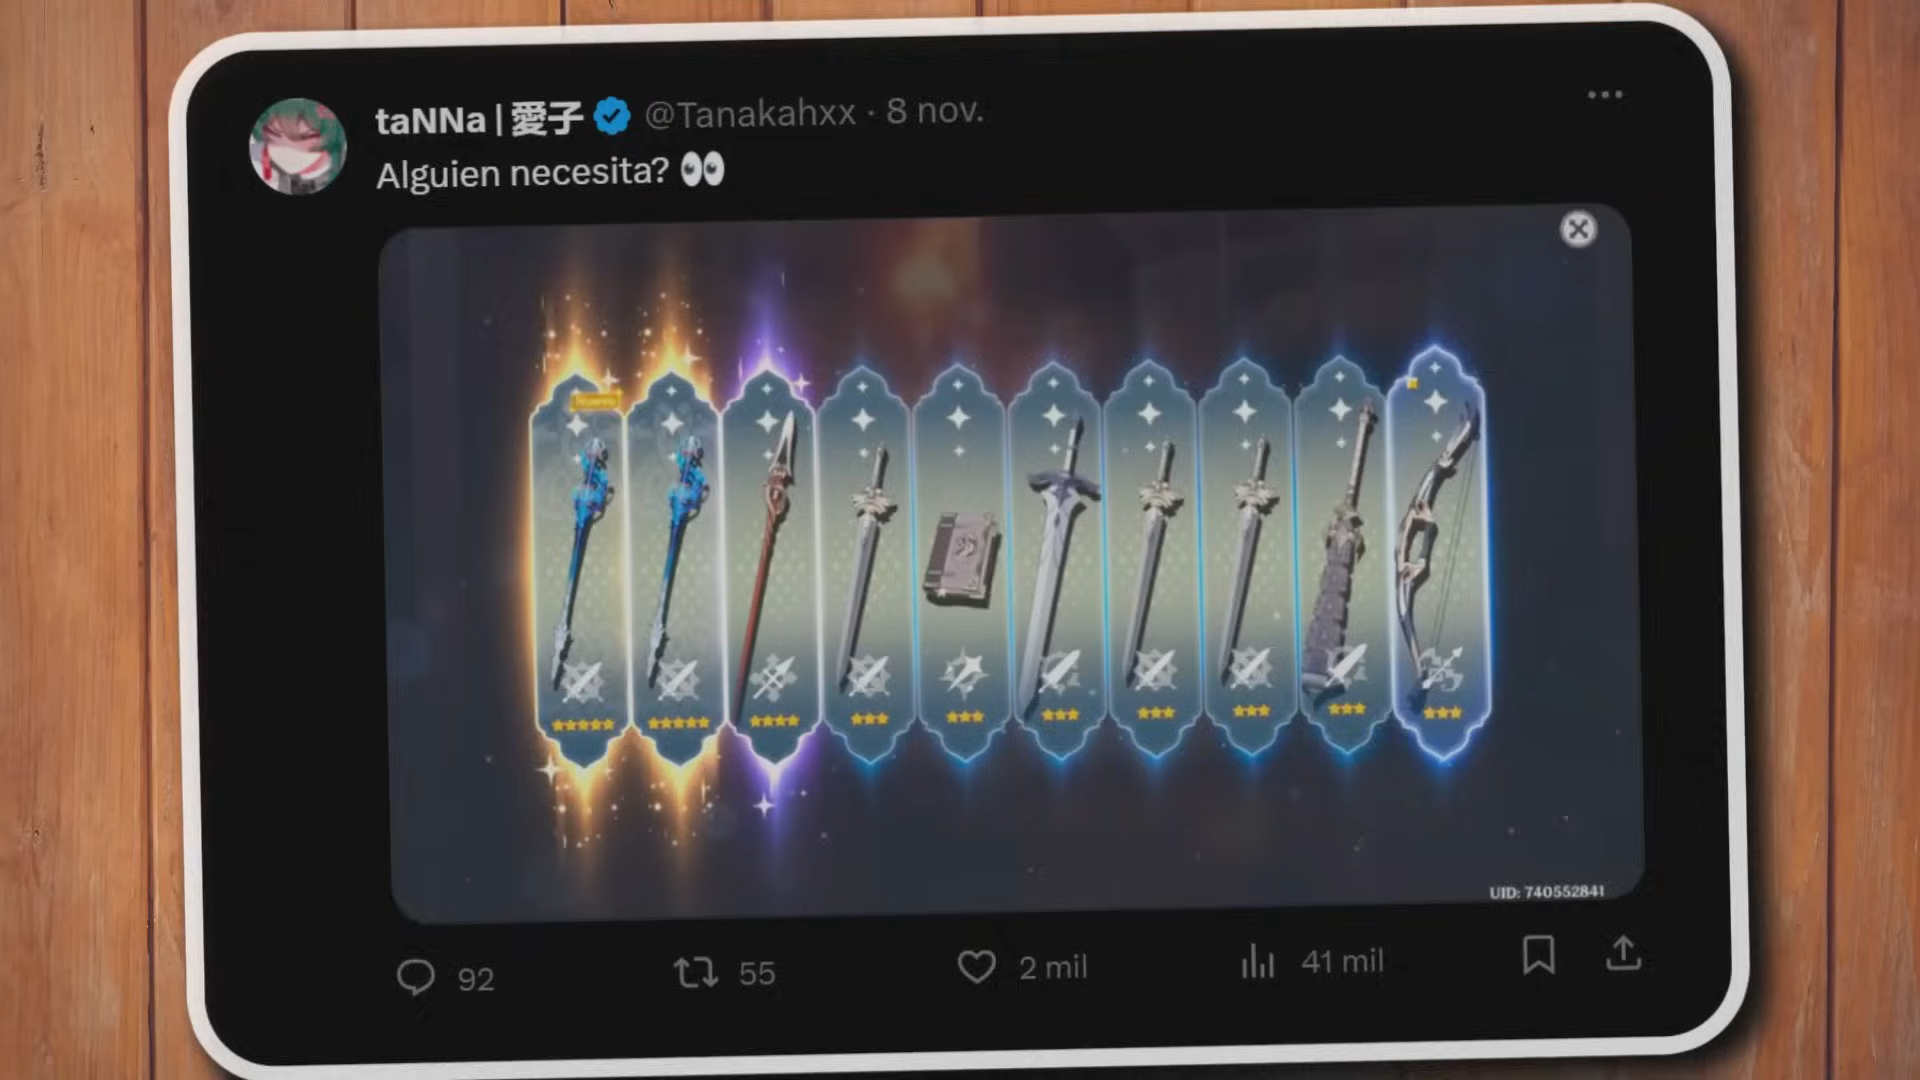 taNNa | 愛子 @Tanakahxx · 8 nov.
Alguien necesita? 👀
UID: 740552841
92 55 2 mil 41 mil